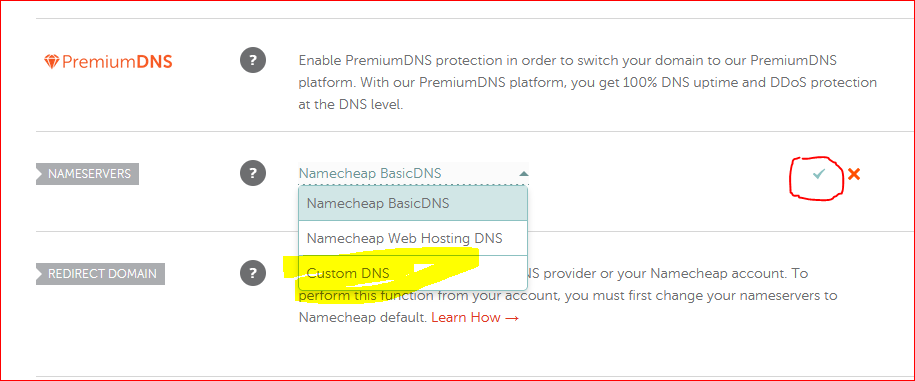 PremiumDNS
?
Enable PremiumDNS protection in order to switch your domain to our PremiumDNS
platform. With our PremiumDNS platform, you get 100% DNS uptime and DDoS protection
at the DNS level.
NAMESERVERS
?
Namecheap BasicDNS
Namecheap BasicDNS
Namecheap Web Hosting DNS
Custom DNS
REDIRECT DOMAIN
?
NS provider or your Namecheap account. To
perform this function from your account, you must first change your nameservers to
Namecheap default. Learn How →